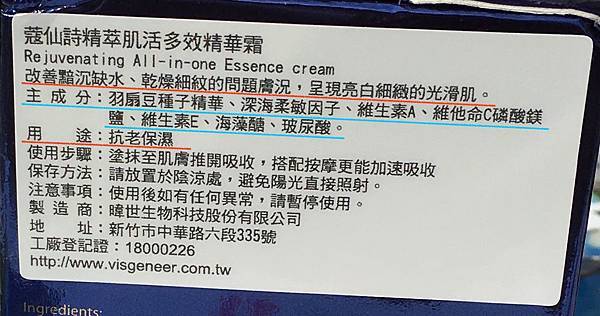 蔻仙詩精萃肌活多效精華霜
Rejuvenating All-in-one Essence cream
改善黯沉缺水、乾燥細紋的問題膚況，呈現亮白細緻的光滑肌。
主 成 分：羽扇豆種子精華、深海柔敏因子、維生素A、維他命C磷酸鎂
鹽、維生素E、海藻醣、玻尿酸。
用　　途：抗老保濕
使用步驟：塗抹至肌膚推開吸收，搭配按摩更能加速吸收
保存方法：請放置於陰涼處，避免陽光直接照射。
注意事項：使用後如有任何異常，請暫停使用。
製 造 商：暐世生物科技股份有限公司
地　　址：新竹市中華路六段335號
工廠登記證：18000226
http://www.visgeneer.com.tw
Ingredients: